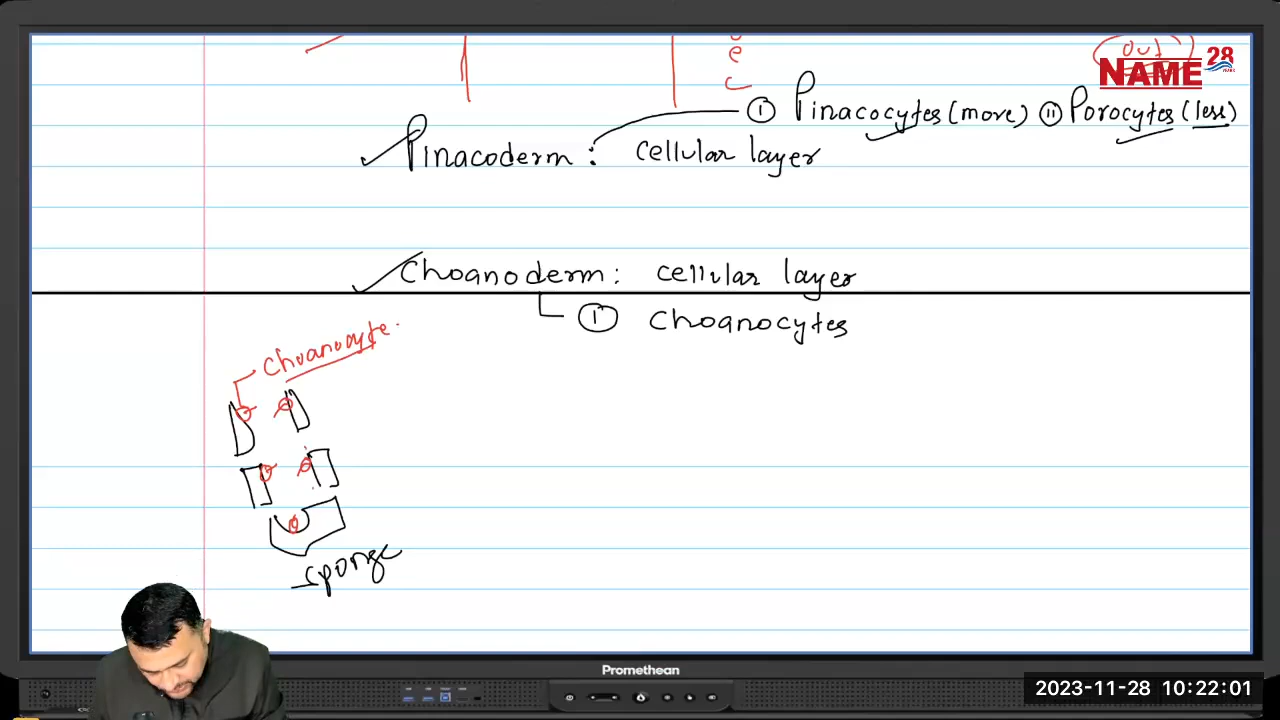 out
NAME 28
e
① Pinacocytes (more) ⑪ Porocytes (less)
Pinacoderm : cellular layer
Choanoderm : cellular layer
① Choanocytes
Choanocyte.
Sponge
Promethean
2023-11-28 10:22:01